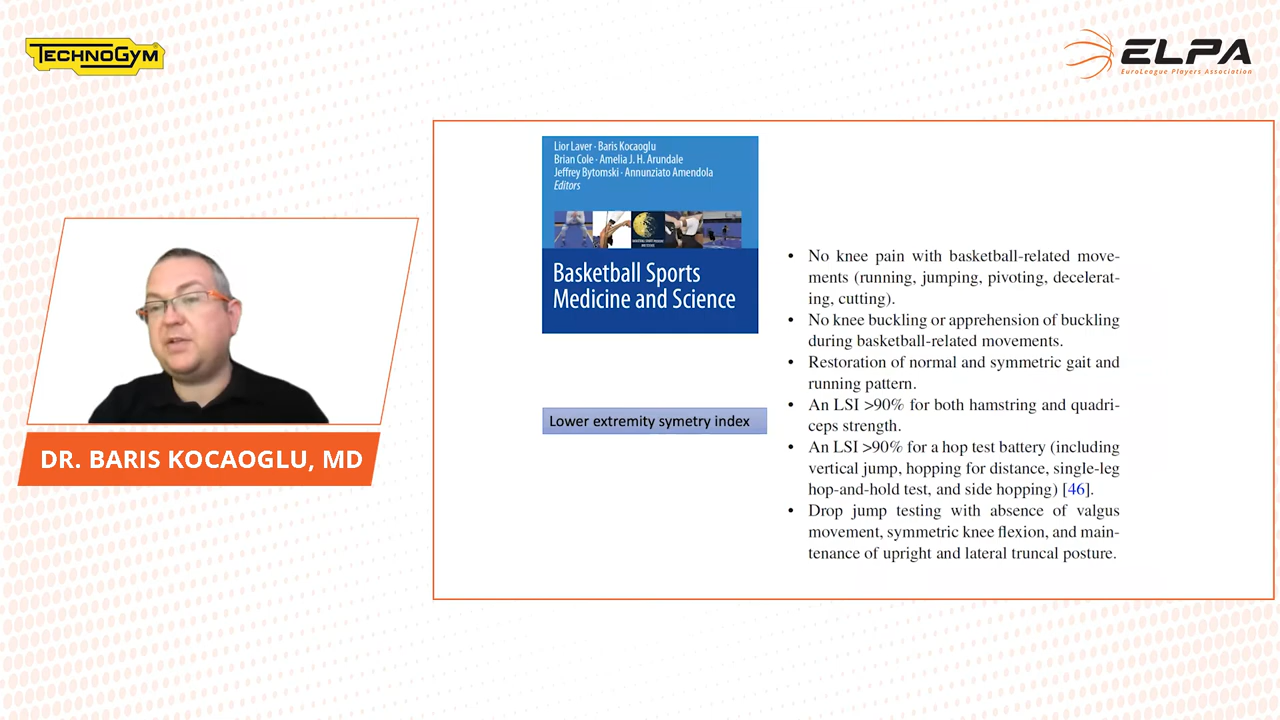 TECHNOGYM
ELPA
EuroLeague Players Association
Lior Laver · Baris Kocaoglu
Brian Cole · Amelia J. H. Arundale
Jeffrey Bytomski · Annunziato Amendola
Editors
Basketball Sports
Medicine and Science
Lower extremity symetry index
• No knee pain with basketball-related move-
ments (running, jumping, pivoting, decelerat-
ing, cutting).
• No knee buckling or apprehension of buckling
during basketball-related movements.
• Restoration of normal and symmetric gait and
running pattern.
• An LSI >90% for both hamstring and quadri-
ceps strength.
• An LSI >90% for a hop test battery (including
vertical jump, hopping for distance, single-leg
hop-and-hold test, and side hopping) [46].
• Drop jump testing with absence of valgus
movement, symmetric knee flexion, and main-
tenance of upright and lateral truncal posture.
DR. BARIS KOCAOGLU, MD